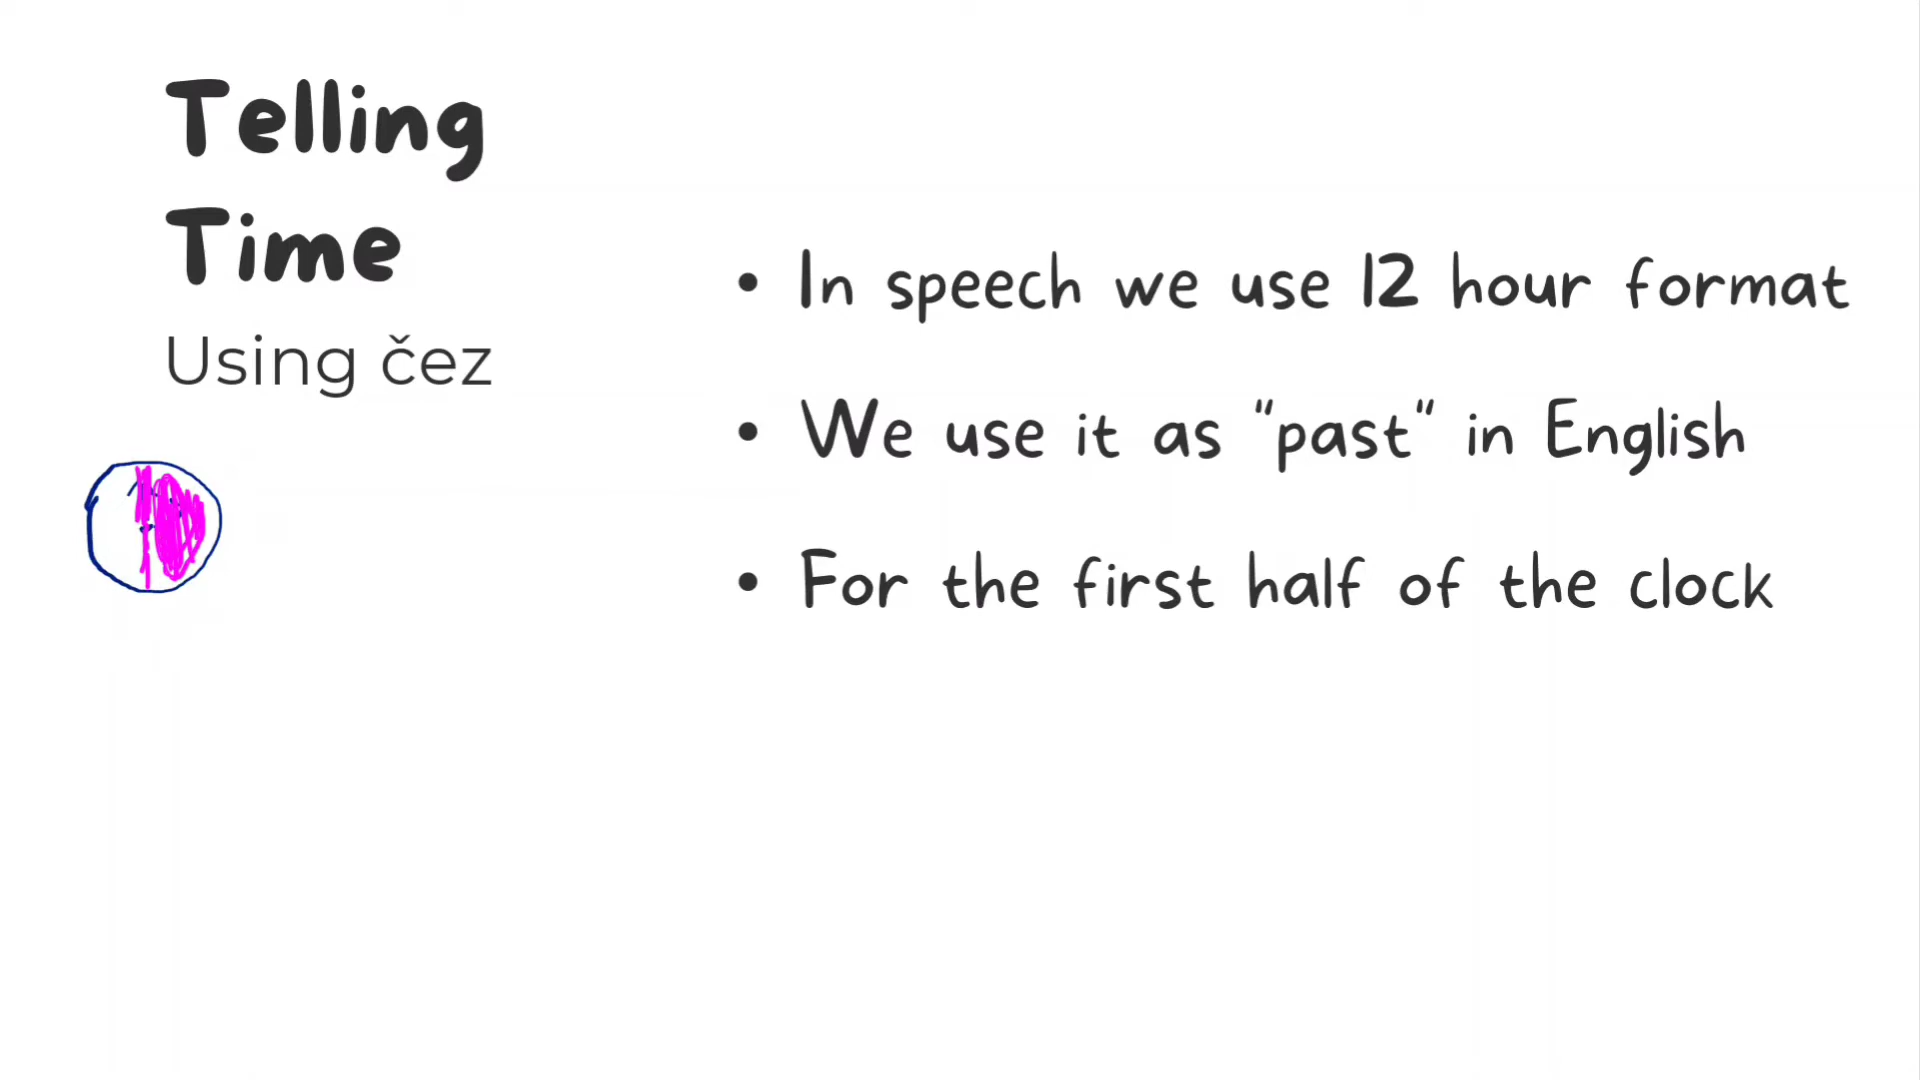 Telling
Time
Using čez
• In speech we use 12 hour format
• We use it as "past" in English
• For the first half of the clock